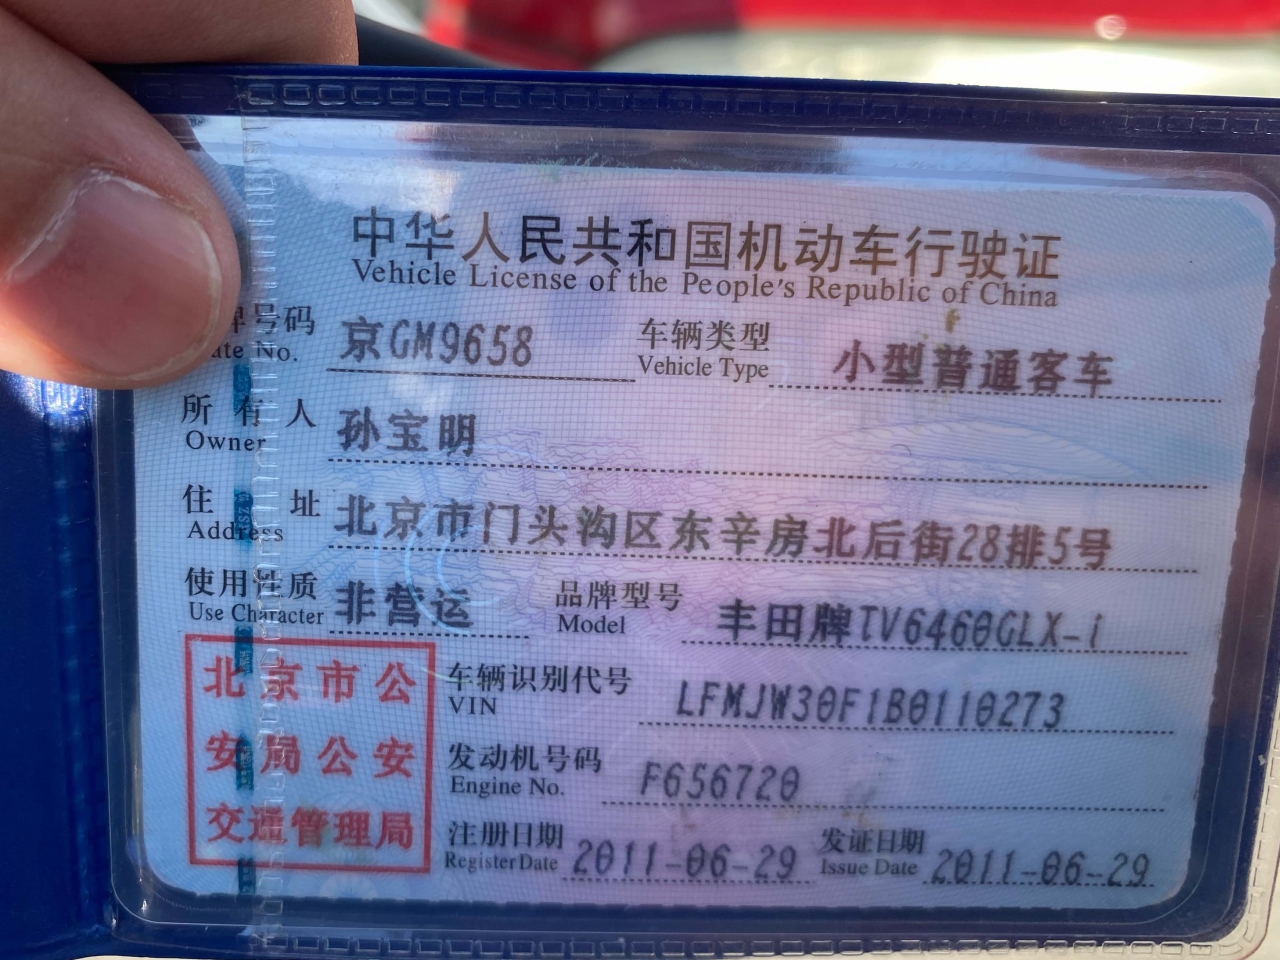 中华人民共和国机动车行驶证
Vehicle License of the People's Republic of China
牌号码 京GM9658 车辆类型 小型普通客车
ate No. Vehicle Type
所有人 孙宝明
Owner
住址 北京市门头沟区东辛房北后街28排5号
Address
使用性质 非营运 品牌型号 丰田牌TV6460GLX-i
Use Character Model
北京市公
安局公安
交通管理局
车辆识别代号 LFMJW30F1B0110273
VIN
发动机号码 F656720
Engine No.
注册日期 2011-06-29 发证日期 2011-06-29
Register Date Issue Date